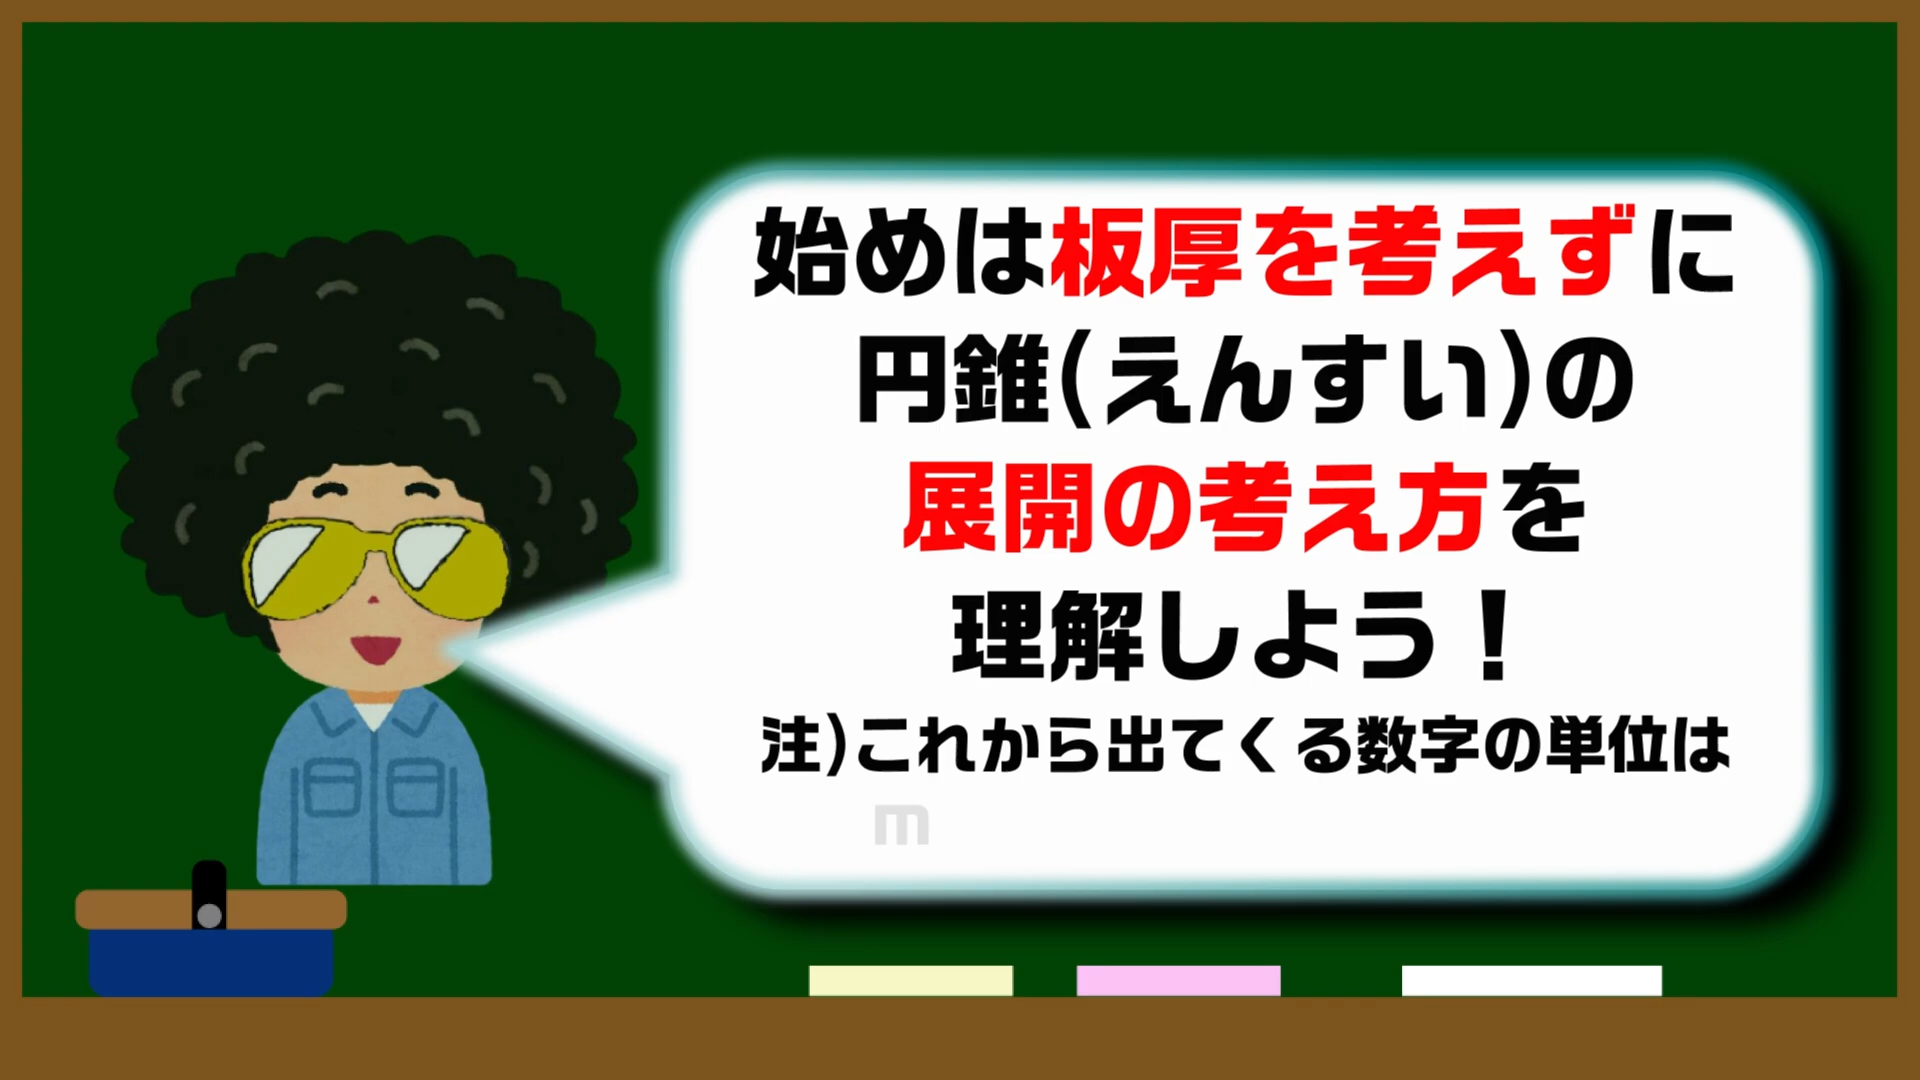 始めは板厚を考えずに
円錐(えんすい)の
展開の考え方を
理解しよう！
注)これから出てくる数字の単位は
m